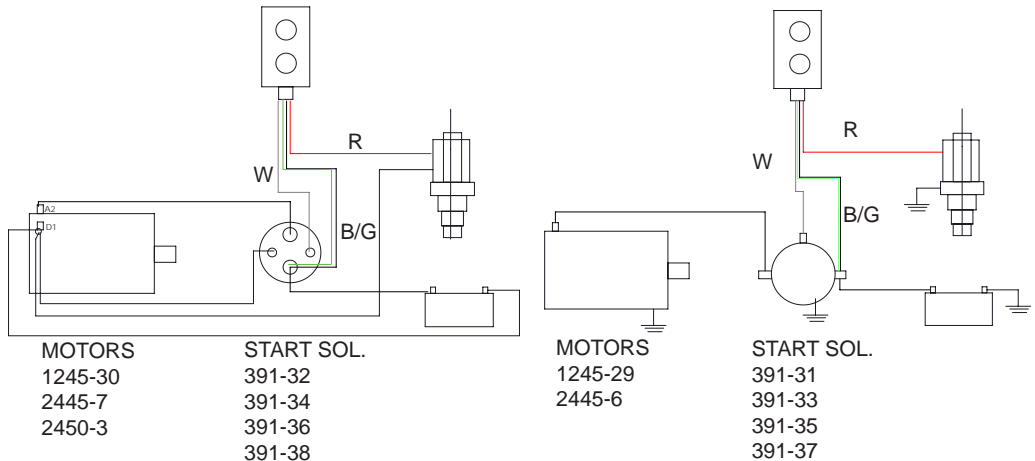 R
W
A2
D1
B/G
MOTORS
1245-30
2445-7
2450-3
START SOL.
391-32
391-34
391-36
391-38
R
W
B/G
MOTORS
1245-29
2445-6
START SOL.
391-31
391-33
391-35
391-37